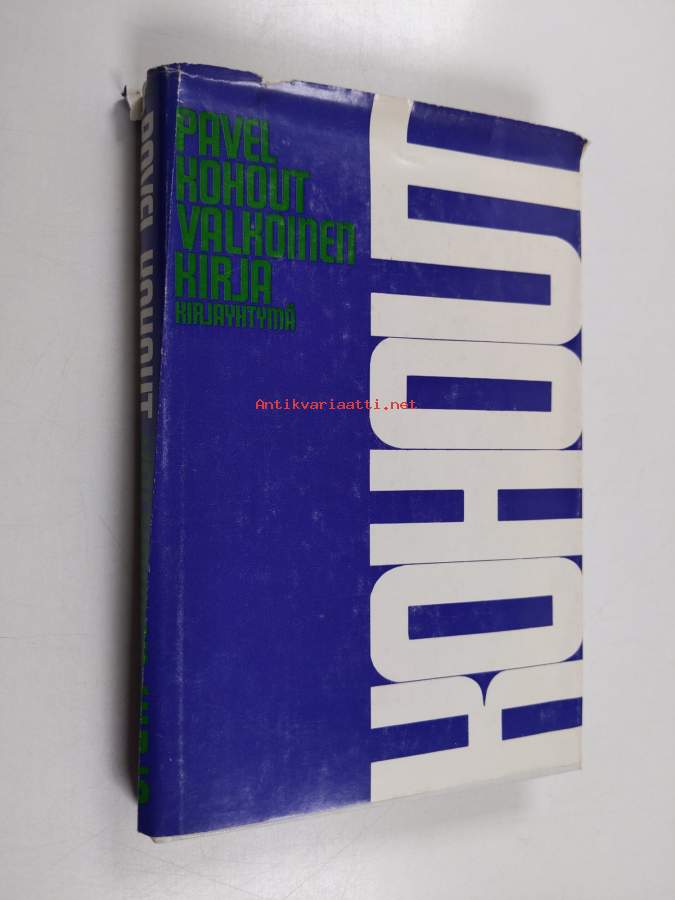 PAVEL
KOHOUT
VALKOINEN
KIRJA
KIRJAYHTYMÄ
KOHOUT
Antikvariaatti.net
PAVEL KOHOUT